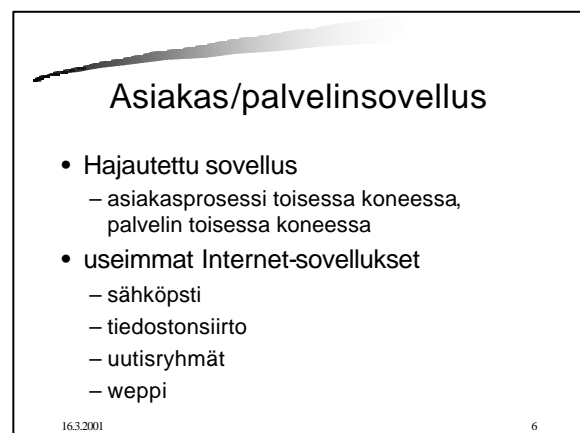 Asiakas/palvelinsovellus
• Hajautettu sovellus
– asiakasprosessi toisessa koneessa,
palvelin toisessa koneessa
• useimmat Internet-sovellukset
– sähköpsti
– tiedostonsiirto
– uutisryhmät
– weppi
16.3.2001
6